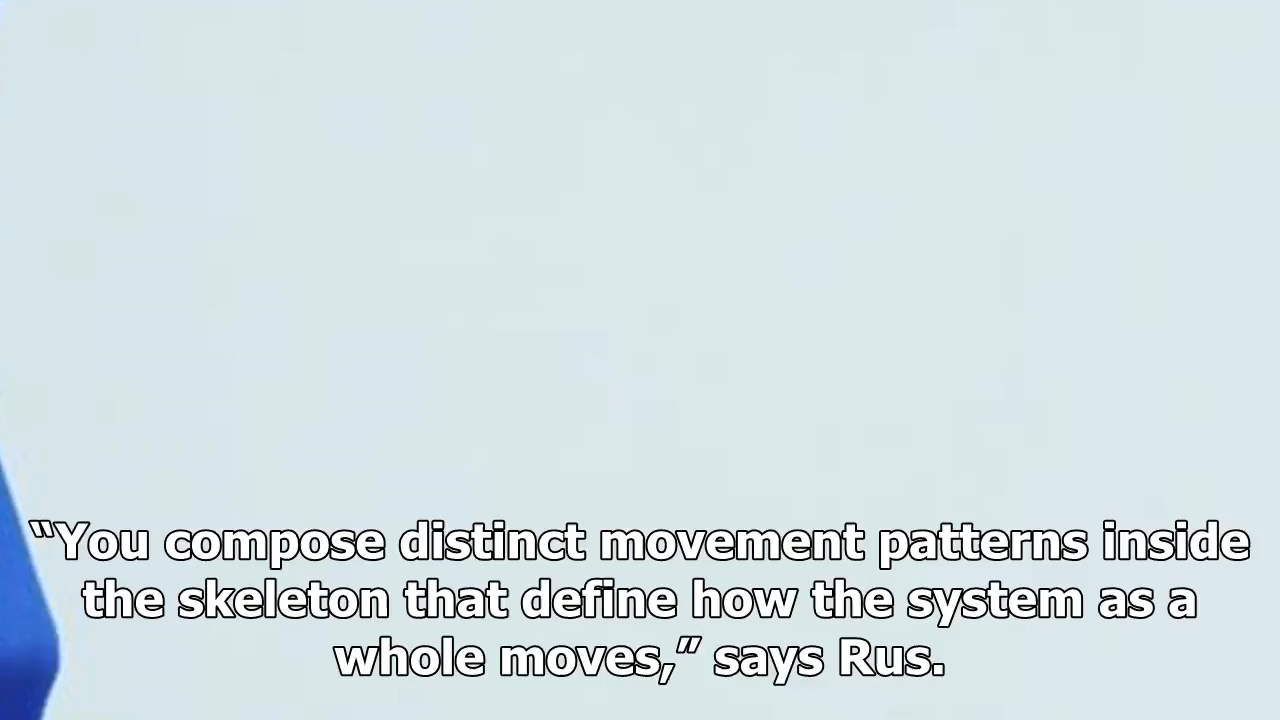 “You compose distinct movement patterns inside
the skeleton that define how the system as a
whole moves,” says Rus.